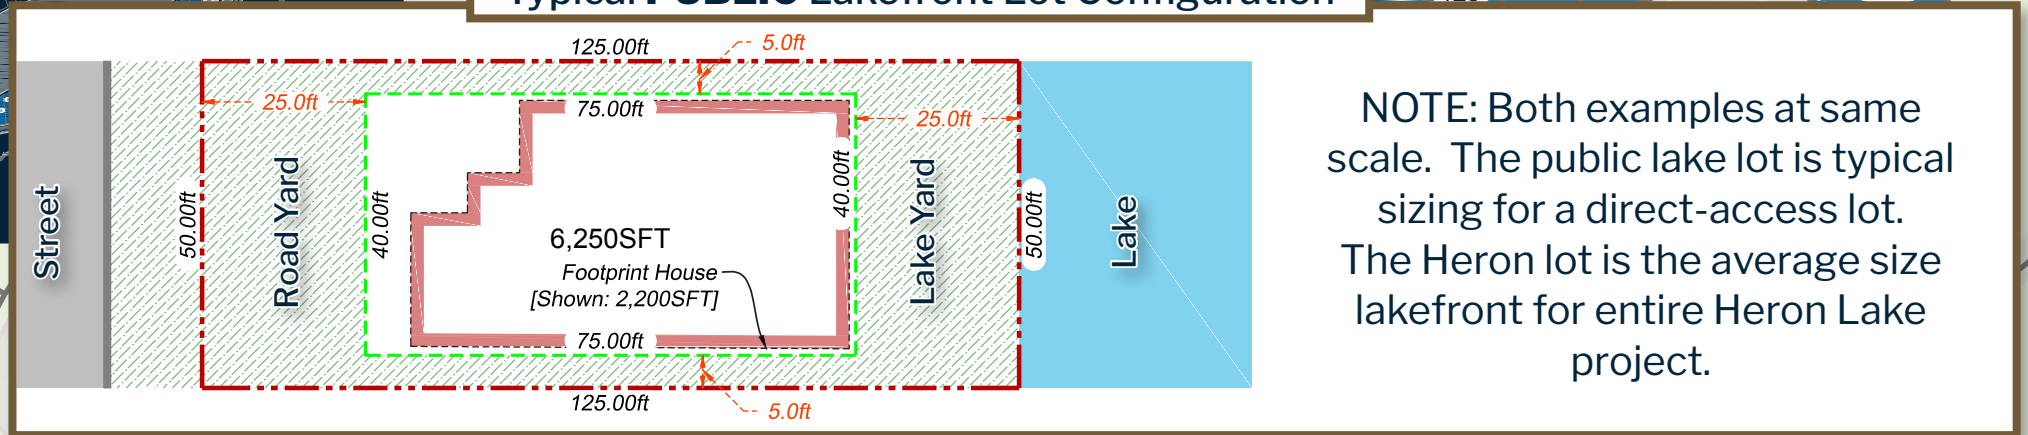 Lakefront Lot Configuration
125.00ft
5.0ft
25.0ft
75.00ft
25.0ft
Street
50.00ft
Road Yard
40.00ft
40.00ft
Lake Yard
50.00ft
Lake
6,250SFT
Footprint House
[Shown: 2,200SFT]
75.00ft
125.00ft
5.0ft
NOTE: Both examples at same
scale. The public lake lot is typical
sizing for a direct-access lot.
The Heron lot is the average size
lakefront for entire Heron Lake
project.